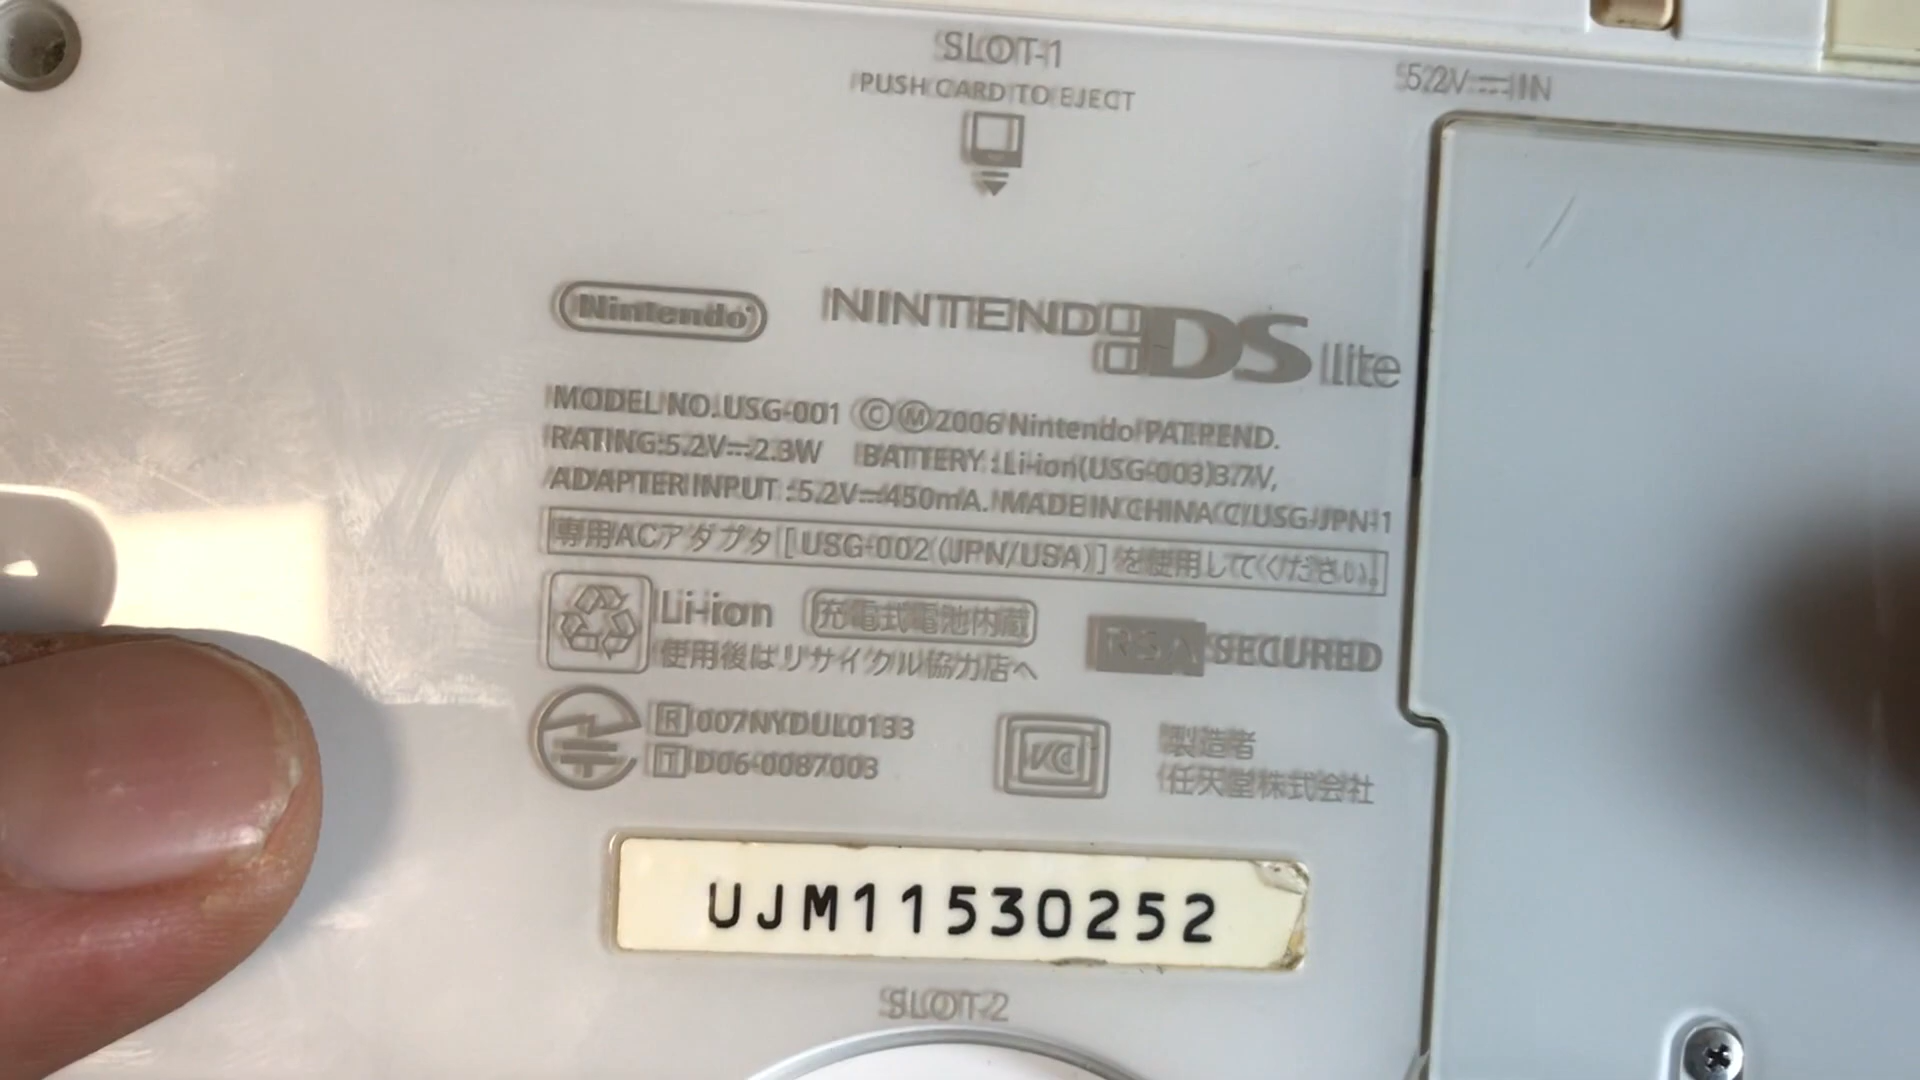 SLOT-1
PUSH CARD TO EJECT
5.2V⎓IN
Nintendo
NINTENDO DS lite
MODEL NO. USG-001 ©Ⓜ2006 Nintendo PAT.PEND.
RATING:5.2V⎓2.3W BATTERY :Li-ion(USG-003)3.7V,
ADAPTER INPUT :5.2V⎓450mA. MADE IN CHINA C/USG-JPN-1
専用ACアダプタ[USG-002(JPN/USA)]を使用してください。
Li-ion 充電式電池内蔵
使用後はリサイクル協力店へ
RSA SECURED
R 007NYDUL0133
T D06-0087003
VCI
製造者
任天堂株式会社
UJM11530252
SLOT-2